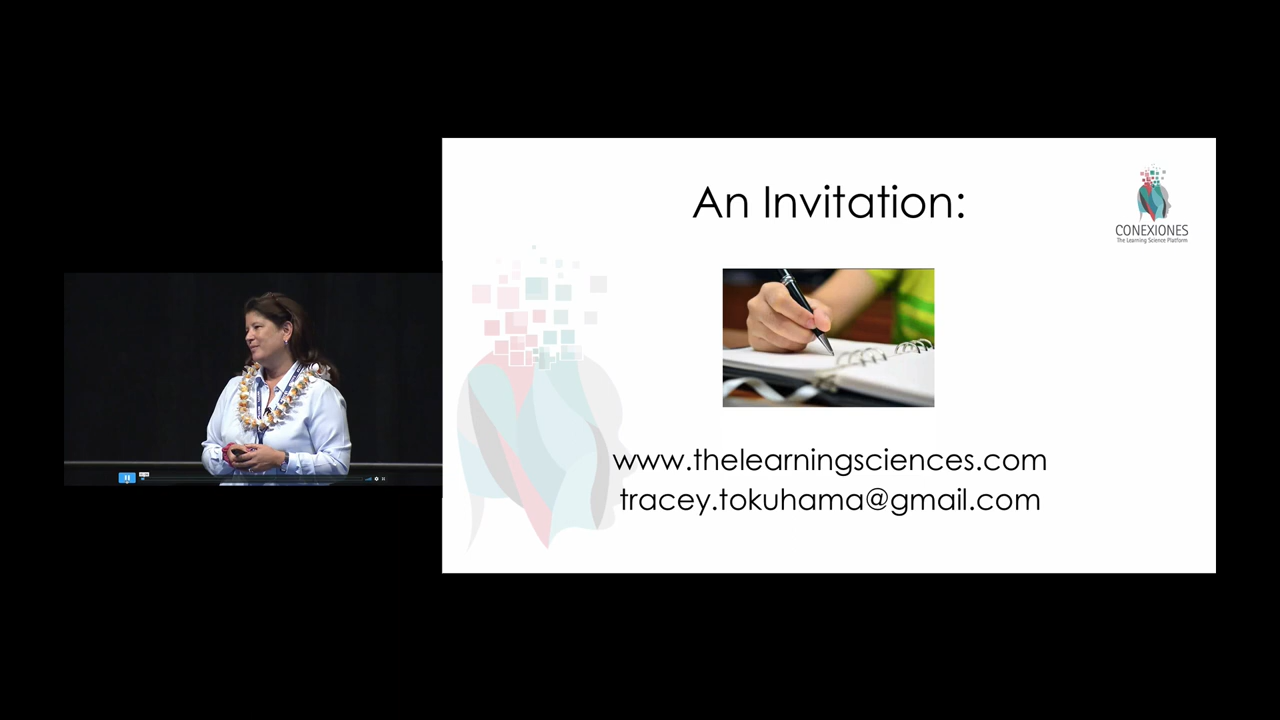 An Invitation:
CONEXIONES
The Learning Science Platform
www.thelearningsciences.com
tracey.tokuhama@gmail.com